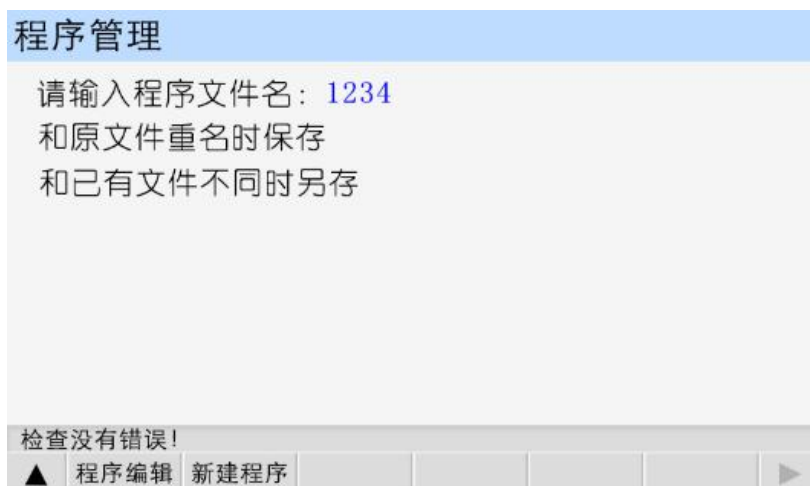 程序管理
请输入程序文件名: 1234
和原文件重名时保存
和已有文件不同时另存
检查没有错误!
▲ 程序编辑 新建程序 ▶